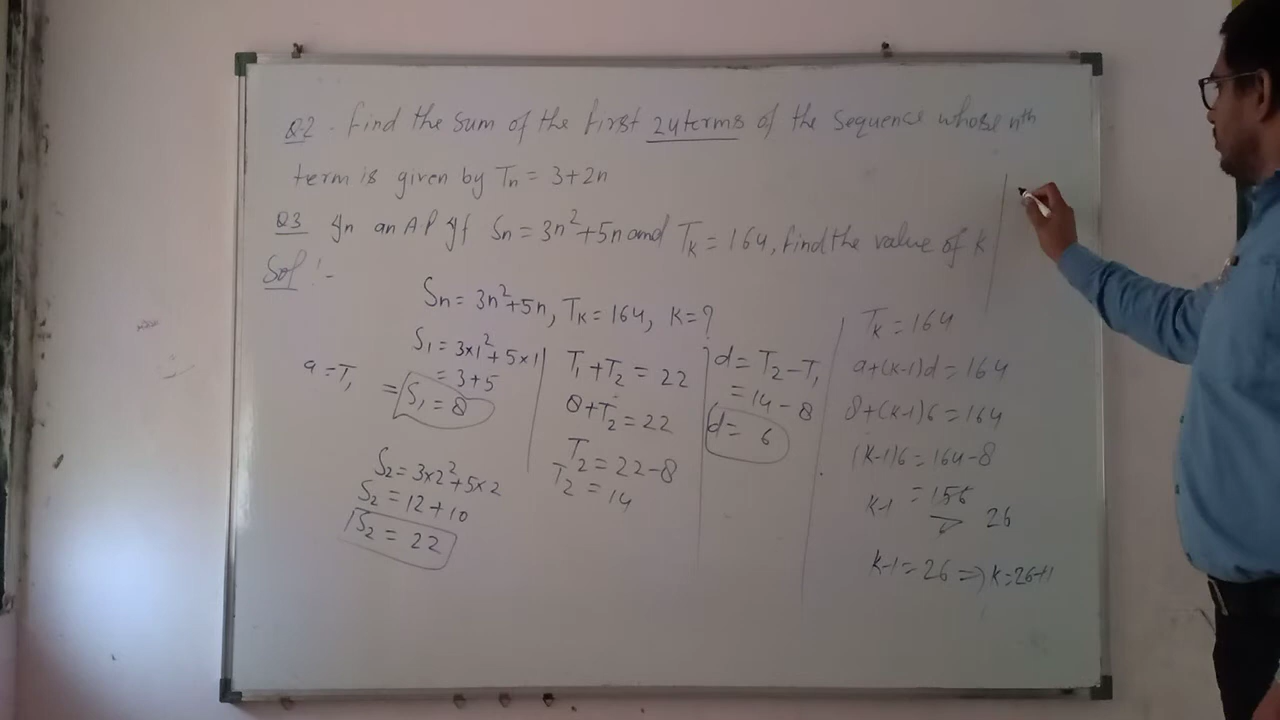 Q2. Find the sum of the first 24 terms of the sequence whose nth
term is given by Tn = 3+2n
Q3 In an AP If Sn = 3n²+5n and TK = 164, find the value of K
Sol :-
Sn = 3n²+5n, TK = 164, K = ?
S1 = 3×1²+5×1
= 3+5
a = T1 = S1 = 8
S2 = 3×2²+5×2
S2 = 12+10
S2 = 22
T1+T2 = 22
8+T2 = 22
T2 = 22-8
T2 = 14
d = T2-T1
= 14-8
d = 6
TK = 164
a+(K-1)d = 164
8+(K-1)6 = 164
(K-1)6 = 164-8
K-1 = 156 26
K-1 = 26 => K = 26+1